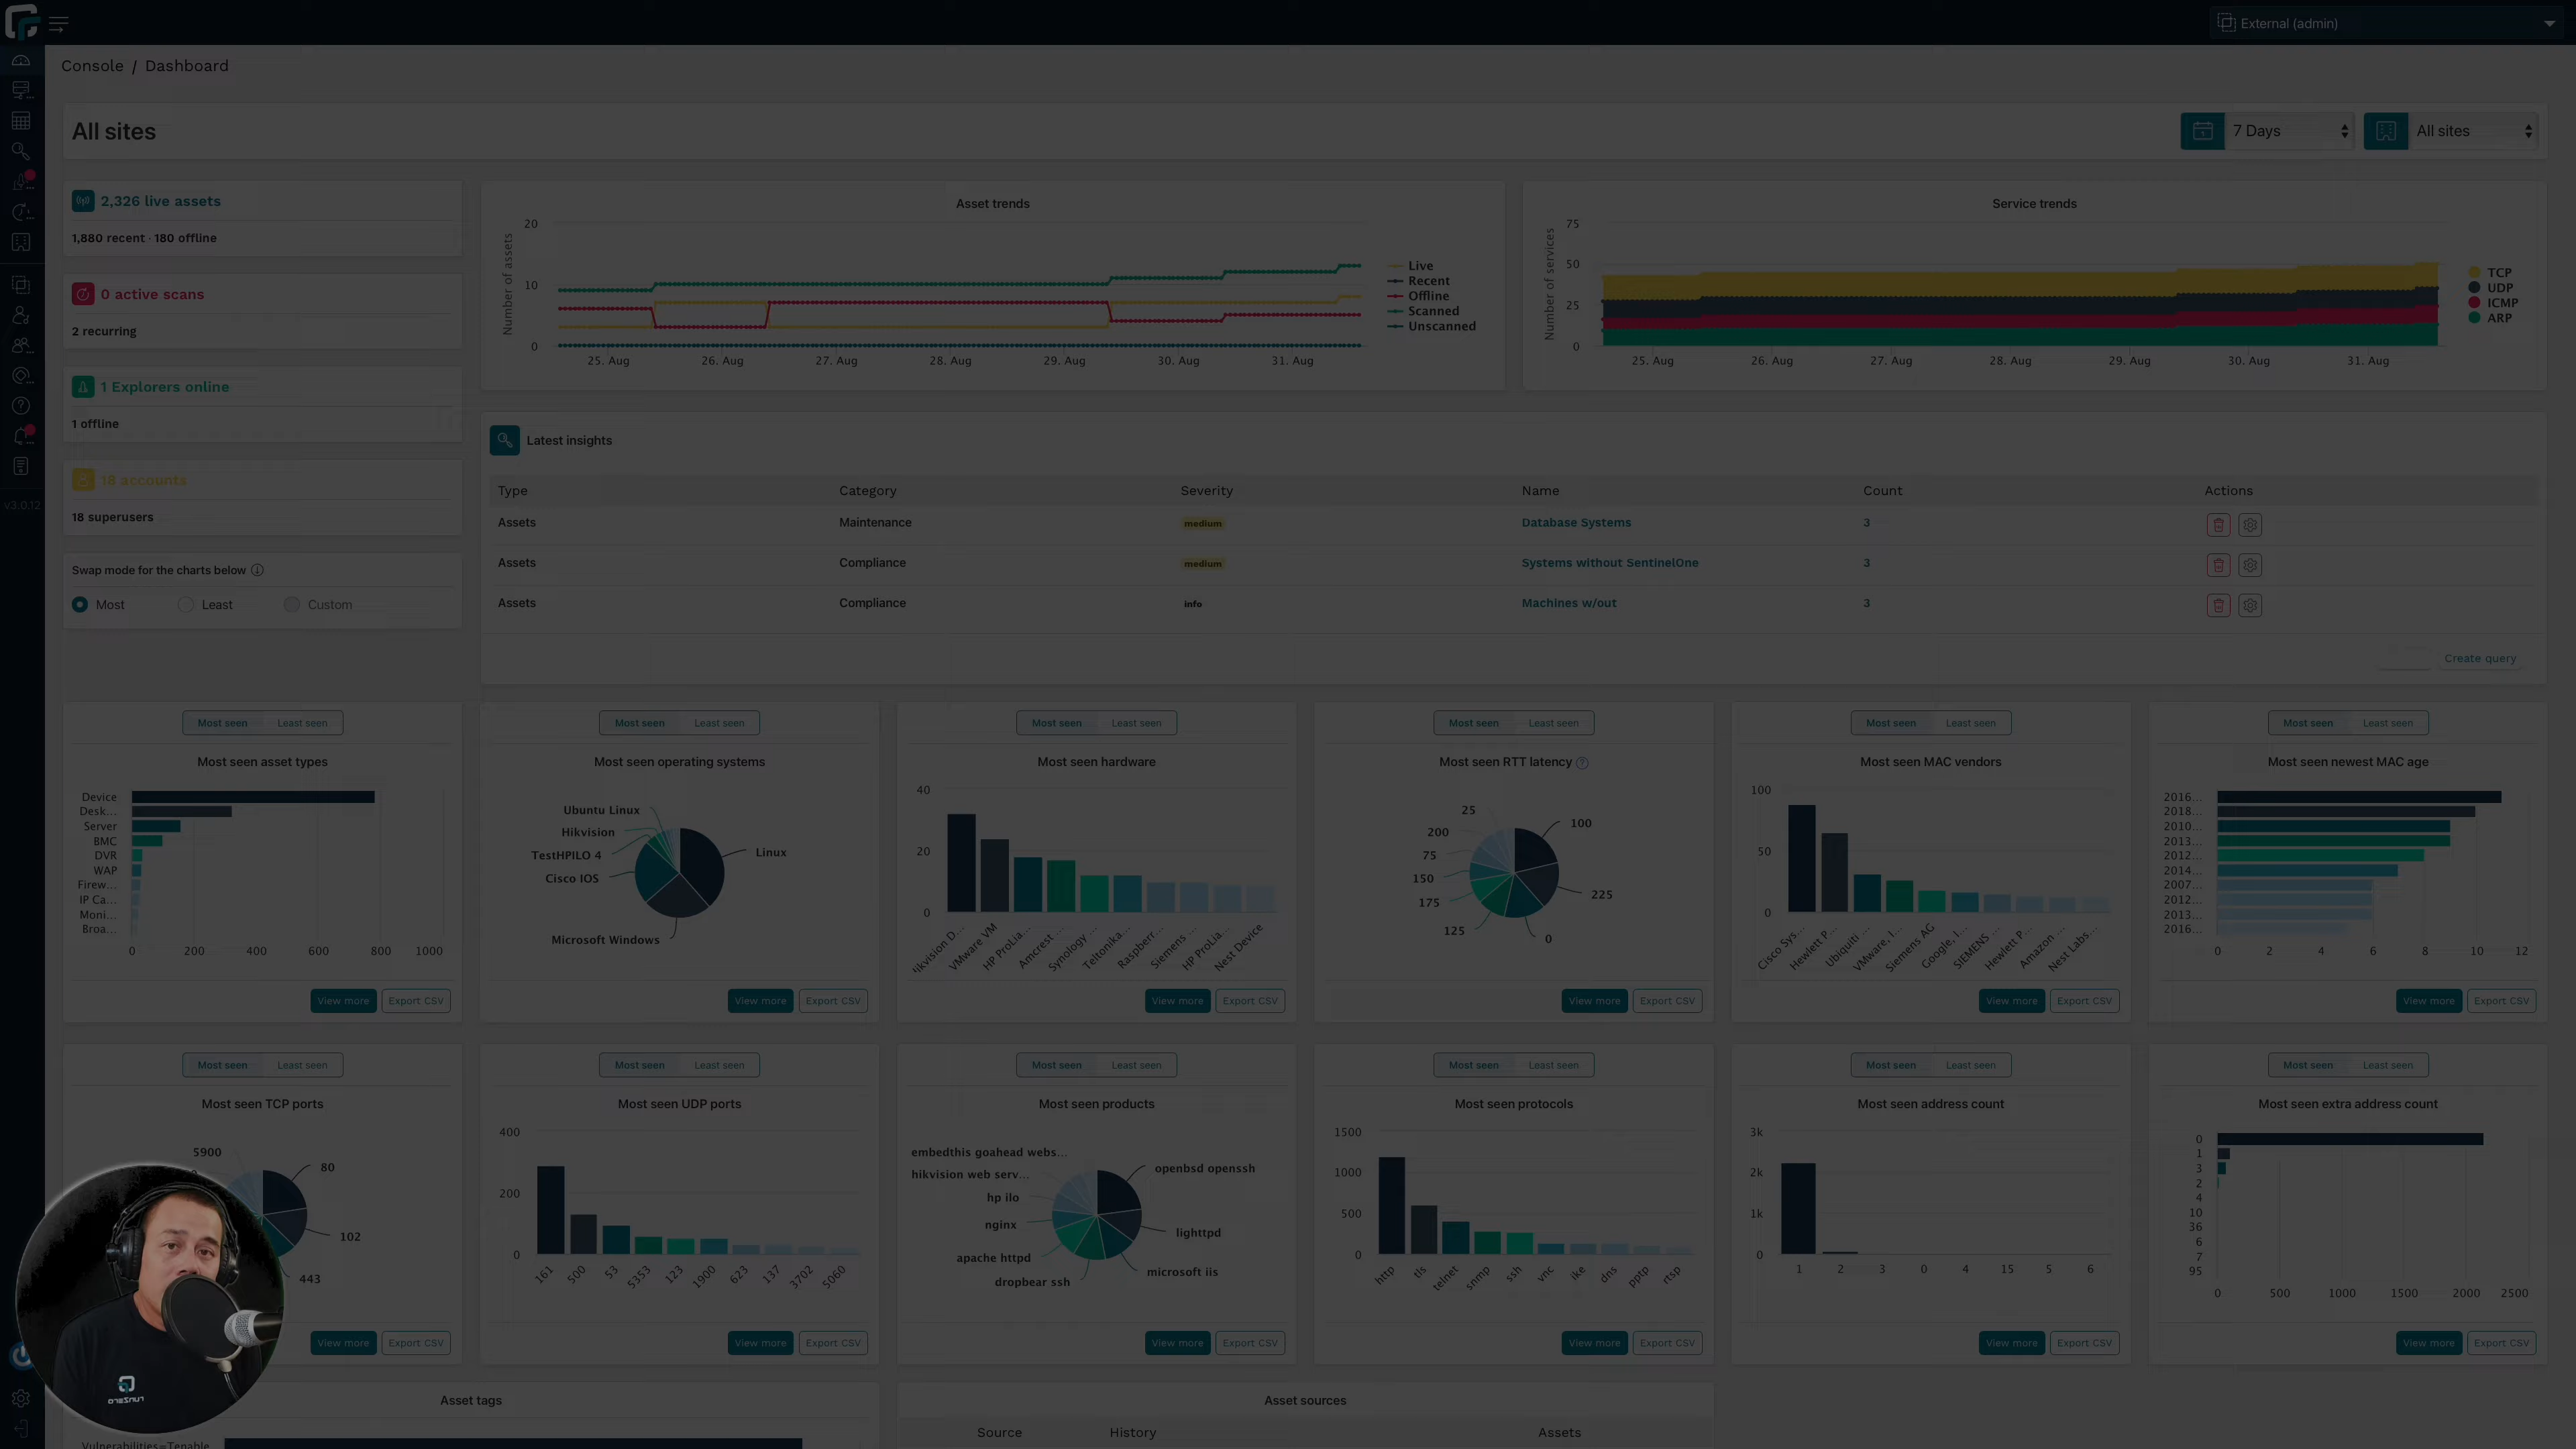 External (admin)
Console / Dashboard
All sites
7 Days
All sites
2,326 live assets
1,880 recent · 180 offline
0 active scans
2 recurring
1 Explorers online
1 offline
18 accounts
18 superusers
v3.0.12
Swap mode for the charts below
Most
Least
Custom
Asset trends
Number of assets
20
10
0
25. Aug
26. Aug
27. Aug
28. Aug
29. Aug
30. Aug
31. Aug
Live
Recent
Offline
Scanned
Unscanned
Service trends
Number of services
75
50
25
0
25. Aug
26. Aug
27. Aug
28. Aug
29. Aug
30. Aug
31. Aug
TCP
UDP
ICMP
ARP
Latest insights
Type Category Severity Name Count Actions
Assets Maintenance medium Database Systems 3
Assets Compliance medium Systems without SentinelOne 3
Assets Compliance info Machines w/out 3
Create query
Most seen Least seen
Most seen asset types
Device
Desk...
Server
BMC
DVR
WAP
Firew...
IP Ca...
Moni...
Broa...
0 200 400 600 800 1000
View more Export CSV
Most seen Least seen
Most seen operating systems
Ubuntu Linux
Hikvision
TestHPILO 4
Cisco IOS
Linux
Microsoft Windows
View more Export CSV
Most seen Least seen
Most seen hardware
40
20
0
VMware VM
HP ProLia...
Amcrest ...
Synology ...
Teltonika...
Raspberr...
Siemens ...
HP ProLia...
Nest Device
View more Export CSV
Most seen Least seen
Most seen RTT latency
25
200
75
150
175
125
100
225
0
View more Export CSV
Most seen Least seen
Most seen MAC vendors
100
50
0
Cisco Sys...
Hewlett P...
Ubiquiti ...
VMware, I...
Siemens AG
Google, I...
SIEMENS ...
Hewlett P...
Amazon ...
Nest Labs...
View more Export CSV
Most seen Least seen
Most seen newest MAC age
2016...
2018...
2010...
2013...
2012...
2014...
2007...
2012...
2013...
2016...
0 2 4 6 8 10 12
View more Export CSV
Most seen Least seen
Most seen TCP ports
5900
80
102
443
View more Export CSV
Most seen Least seen
Most seen UDP ports
400
200
0
161 500 53 5353 123 1900 623 137 3702 5060
View more Export CSV
Most seen Least seen
Most seen products
embedthis goahead webs...
hikvision web serv...
hp ilo
nginx
apache httpd
dropbear ssh
openbsd openssh
lighttpd
microsoft iis
View more Export CSV
Most seen Least seen
Most seen protocols
1500
1000
500
0
http tls telnet snmp ssh vnc ike dns pptp rtsp
View more Export CSV
Most seen Least seen
Most seen address count
3k
2k
1k
0
1 2 3 0 4 15 5 6
View more Export CSV
Most seen Least seen
Most seen extra address count
0
1
3
2
4
10
36
6
7
95
0 500 1000 1500 2000 2500
View more Export CSV
Asset tags
Vulnerabilities=Tenable
Asset sources
Source History Assets